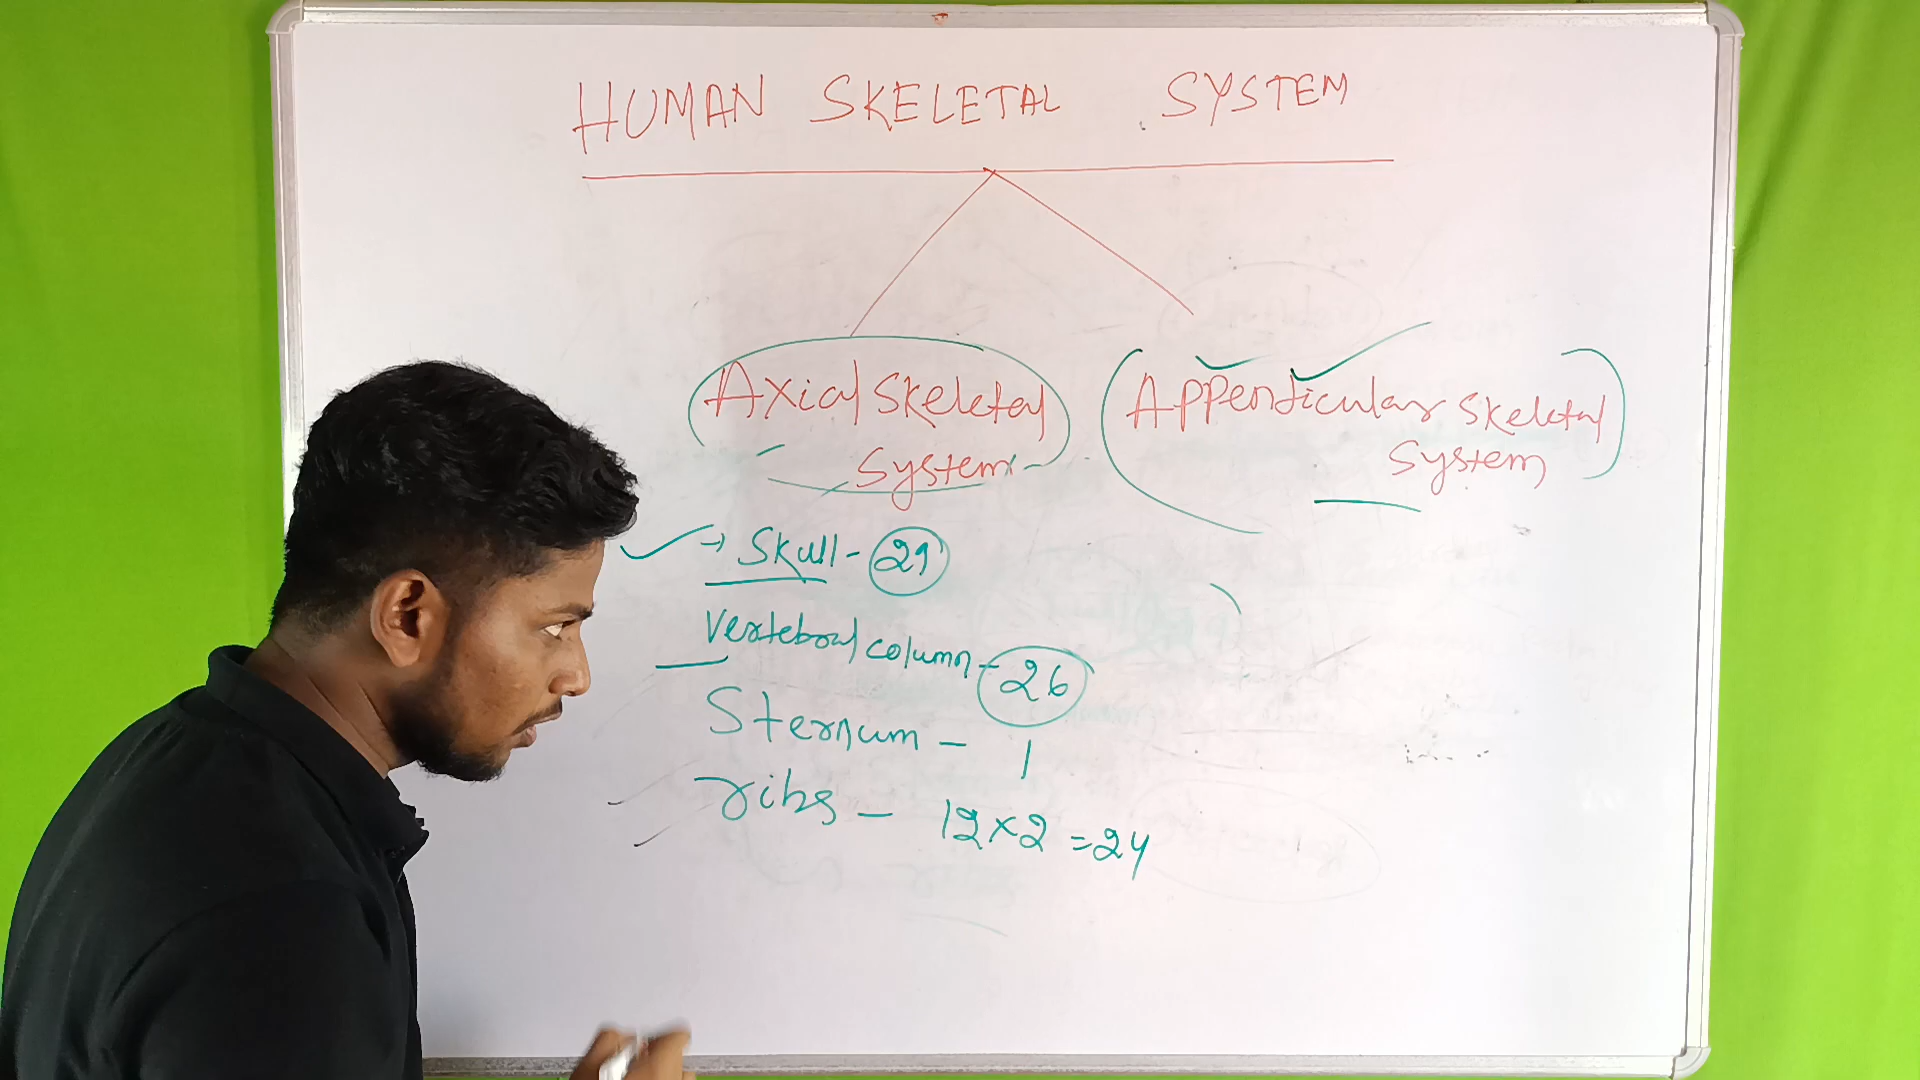 HUMAN SKELETAL SYSTEM
Axial Skeletal
System
Appendicular Skeletal
System
→ Skull - 29
Vertebral column - 26
Sternum - 1
ribs - 12×2 = 24